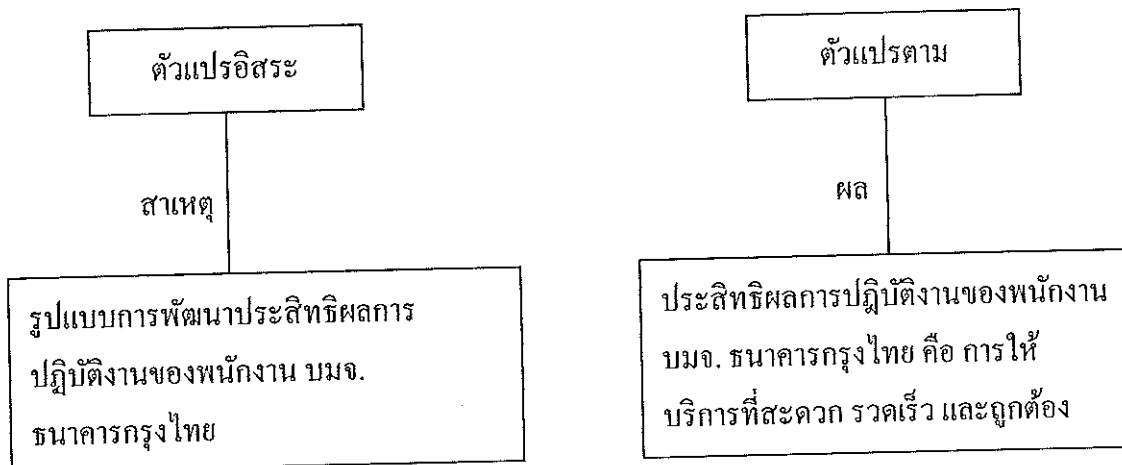 ตัวแปรอิสระ
สาเหตุ
รูปแบบการพัฒนาประสิทธิผลการ
ปฏิบัติงานของพนักงาน บมจ.
ธนาคารกรุงไทย
ตัวแปรตาม
ผล
ประสิทธิผลการปฏิบัติงานของพนักงาน
บมจ. ธนาคารกรุงไทย คือ การให้
บริการที่สะดวก รวดเร็ว และถูกต้อง